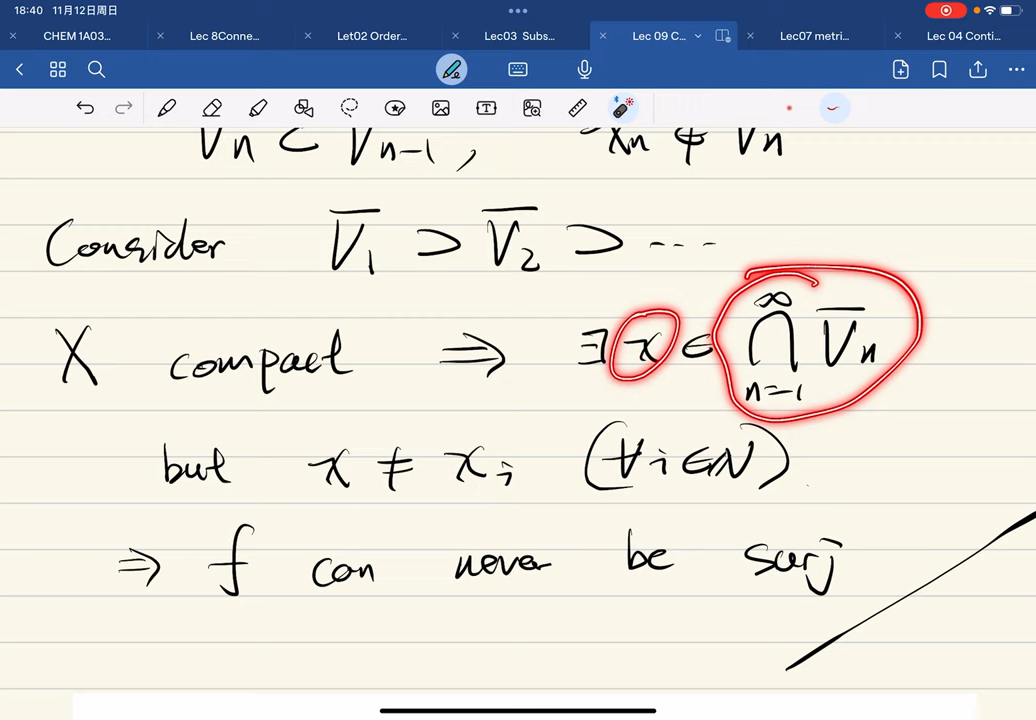 18:40 11月12日周日
CHEM 1A03... Lec 8Conne... Let02 Order... Lec03 Subs... Lec 09 C... Lec07 metri... Lec 04 Conti...
Vn ⊂ Vn-1, xn ∉ V̅n
Consider V̅1 ⊃ V̅2 ⊃ ---
X compact ⇒ ∃ x ∈ ∩ n=1 ∞ V̅n
but x ≠ xi (∀i∈N)
⇒ f can never be surj